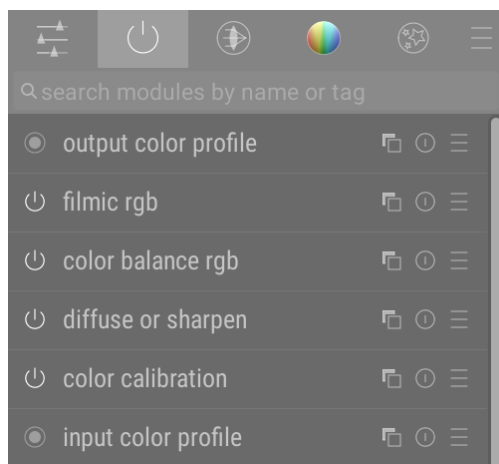 search modules by name or tag
output color profile
filmic rgb
color balance rgb
diffuse or sharpen
color calibration
input color profile